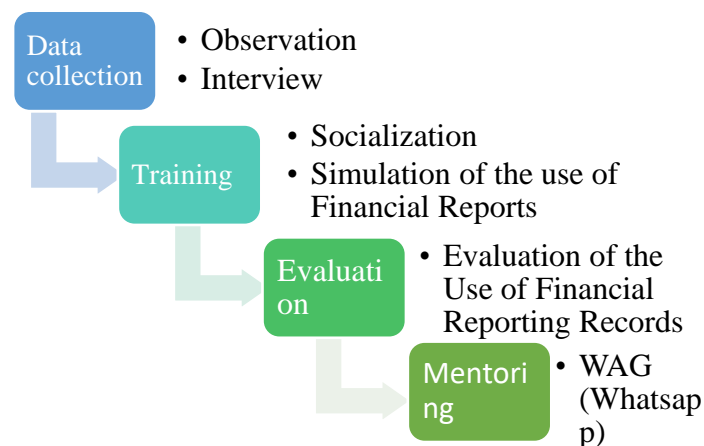 Data
collection
• Observation
• Interview
Training
• Socialization
• Simulation of the use of
Financial Reports
Evaluati
on
• Evaluation of the
Use of Financial
Reporting Records
Mentori
ng
• WAG
(Whatsap
p)